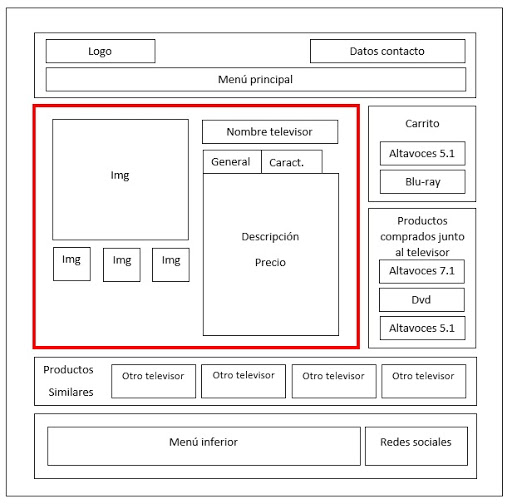 Logo
Datos contacto
Menú principal
Img
Img
Img
Img
Nombre televisor
General
Caract.
Descripción
Precio
Carrito
Altavoces 5.1
Blu-ray
Productos
comprados junto
al televisor
Altavoces 7.1
Dvd
Altavoces 5.1
Productos
Similares
Otro televisor
Otro televisor
Otro televisor
Otro televisor
Menú inferior
Redes sociales